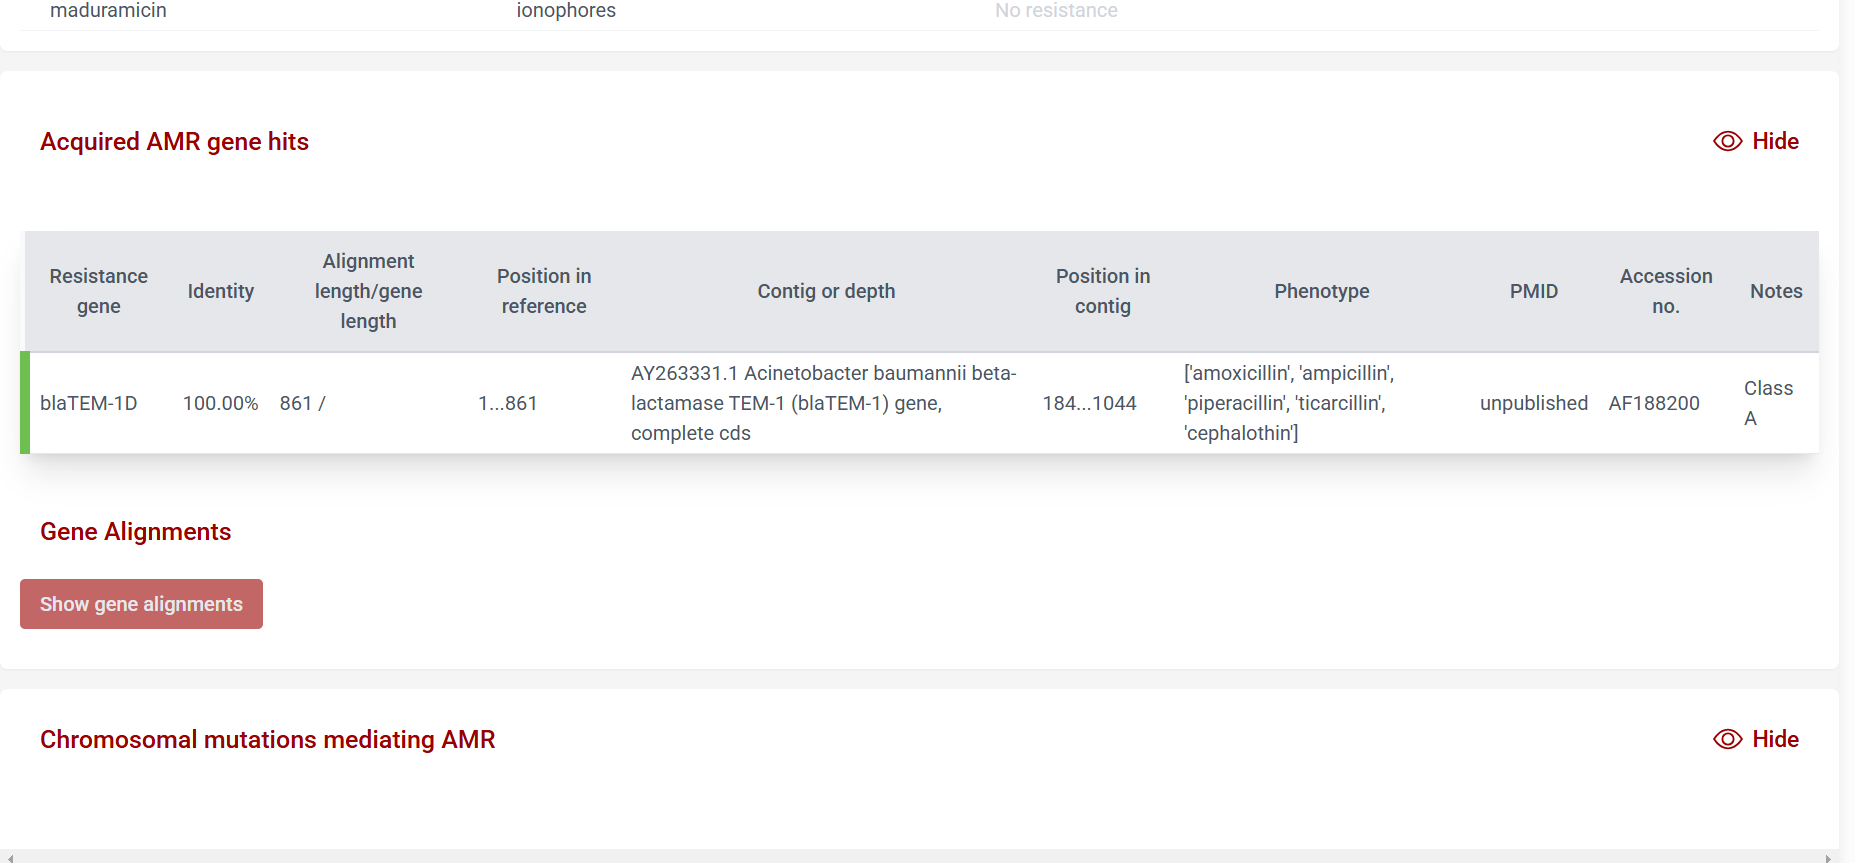 maduramicin ionophores No resistance
Acquired AMR gene hits Hide
Resistance gene Identity Alignment length/gene length Position in reference Contig or depth Position in contig Phenotype PMID Accession no. Notes
blaTEM-1D 100.00% 861 / 1...861 AY263331.1 Acinetobacter baumannii beta-lactamase TEM-1 (blaTEM-1) gene, complete cds 184...1044 ['amoxicillin', 'ampicillin', 'piperacillin', 'ticarcillin', 'cephalothin'] unpublished AF188200 Class A
Gene Alignments
Show gene alignments
Chromosomal mutations mediating AMR Hide